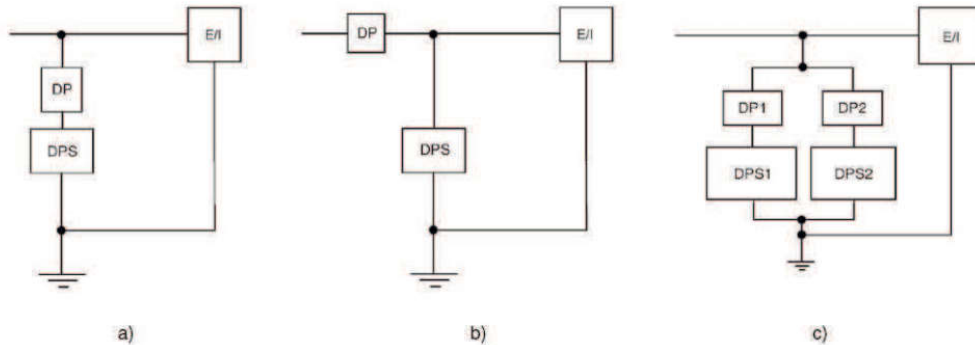 E/I
DP
DPS
a)
DP
E/I
DPS
b)
E/I
DP1 DP2
DPS1 DPS2
c)